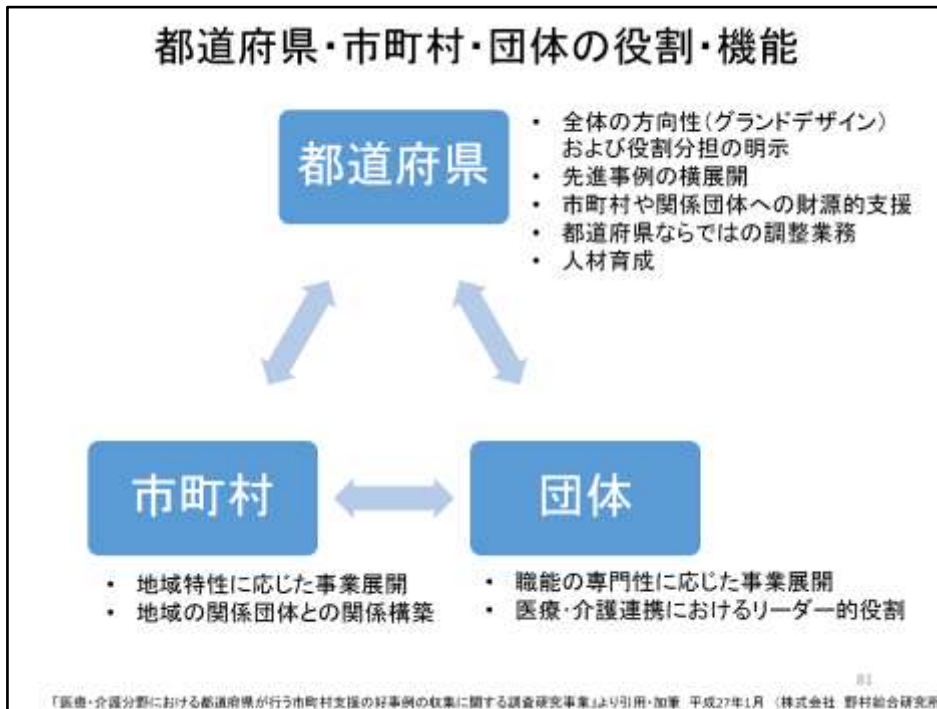 都道府県・市町村・団体の役割・機能
都道府県
• 全体の方向性（グランドデザイン）
および役割分担の明示
• 先進事例の横展開
• 市町村や関係団体への財源的支援
• 都道府県ならではの調整業務
• 人材育成
市町村
団体
• 地域特性に応じた事業展開
• 地域の関係団体との関係構築
• 職能の専門性に応じた事業展開
• 医療・介護連携におけるリーダー的役割
81
「医療・介護分野における都道府県が行う市町村支援の好事例の収集に関する調査研究事業」より引用・加筆 平成27年1月 （株式会社 野村総合研究所